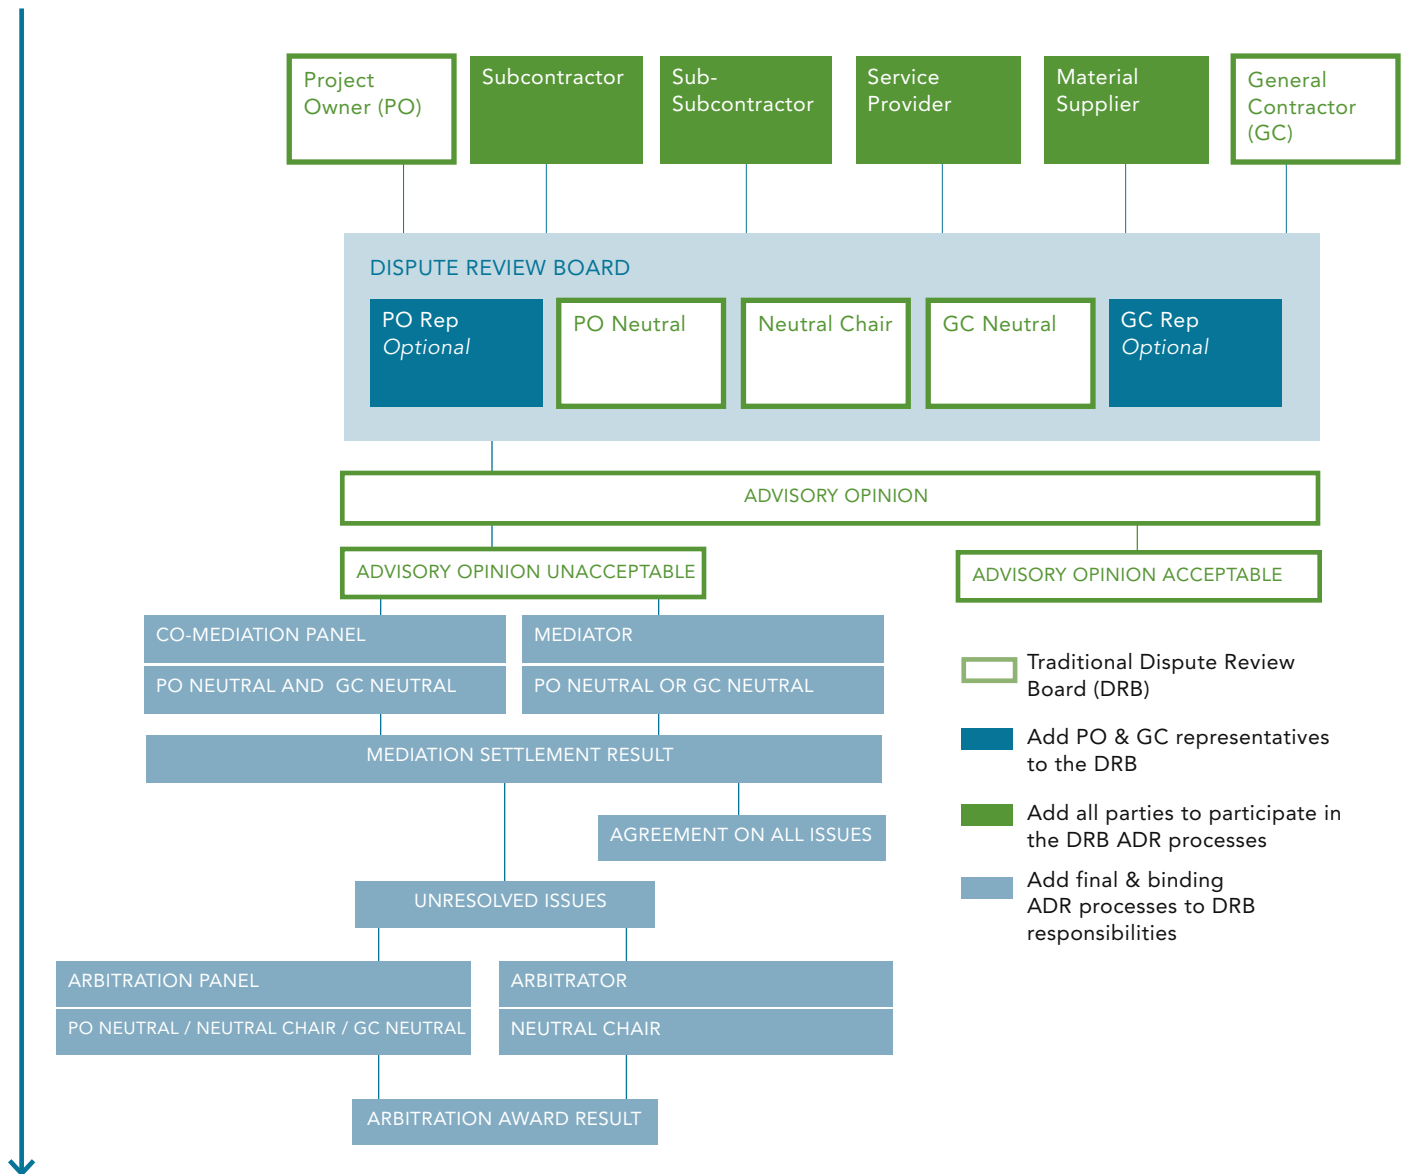 Project
Owner (PO)
Subcontractor
Sub-
Subcontractor
Service
Provider
Material
Supplier
General
Contractor
(GC)
DISPUTE REVIEW BOARD
PO Rep
Optional
PO Neutral
Neutral Chair
GC Neutral
GC Rep
Optional
ADVISORY OPINION
ADVISORY OPINION UNACCEPTABLE
ADVISORY OPINION ACCEPTABLE
CO-MEDIATION PANEL
PO NEUTRAL AND GC NEUTRAL
MEDIATOR
PO NEUTRAL OR GC NEUTRAL
MEDIATION SETTLEMENT RESULT
AGREEMENT ON ALL ISSUES
UNRESOLVED ISSUES
ARBITRATION PANEL
PO NEUTRAL / NEUTRAL CHAIR / GC NEUTRAL
ARBITRATOR
NEUTRAL CHAIR
ARBITRATION AWARD RESULT
Traditional Dispute Review
Board (DRB)
Add PO & GC representatives
to the DRB
Add all parties to participate in
the DRB ADR processes
Add final & binding
ADR processes to DRB
responsibilities